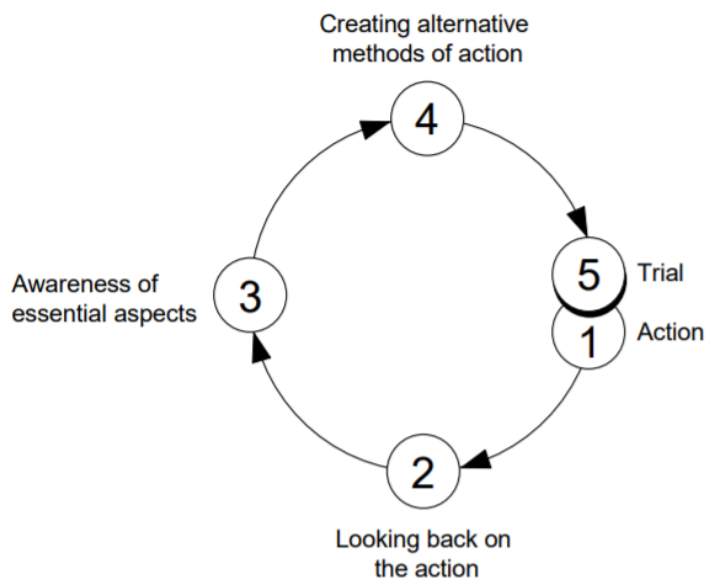 Creating alternative
methods of action
4
5
Trial
Awareness of
essential aspects
3
1
Action
2
Looking back on
the action